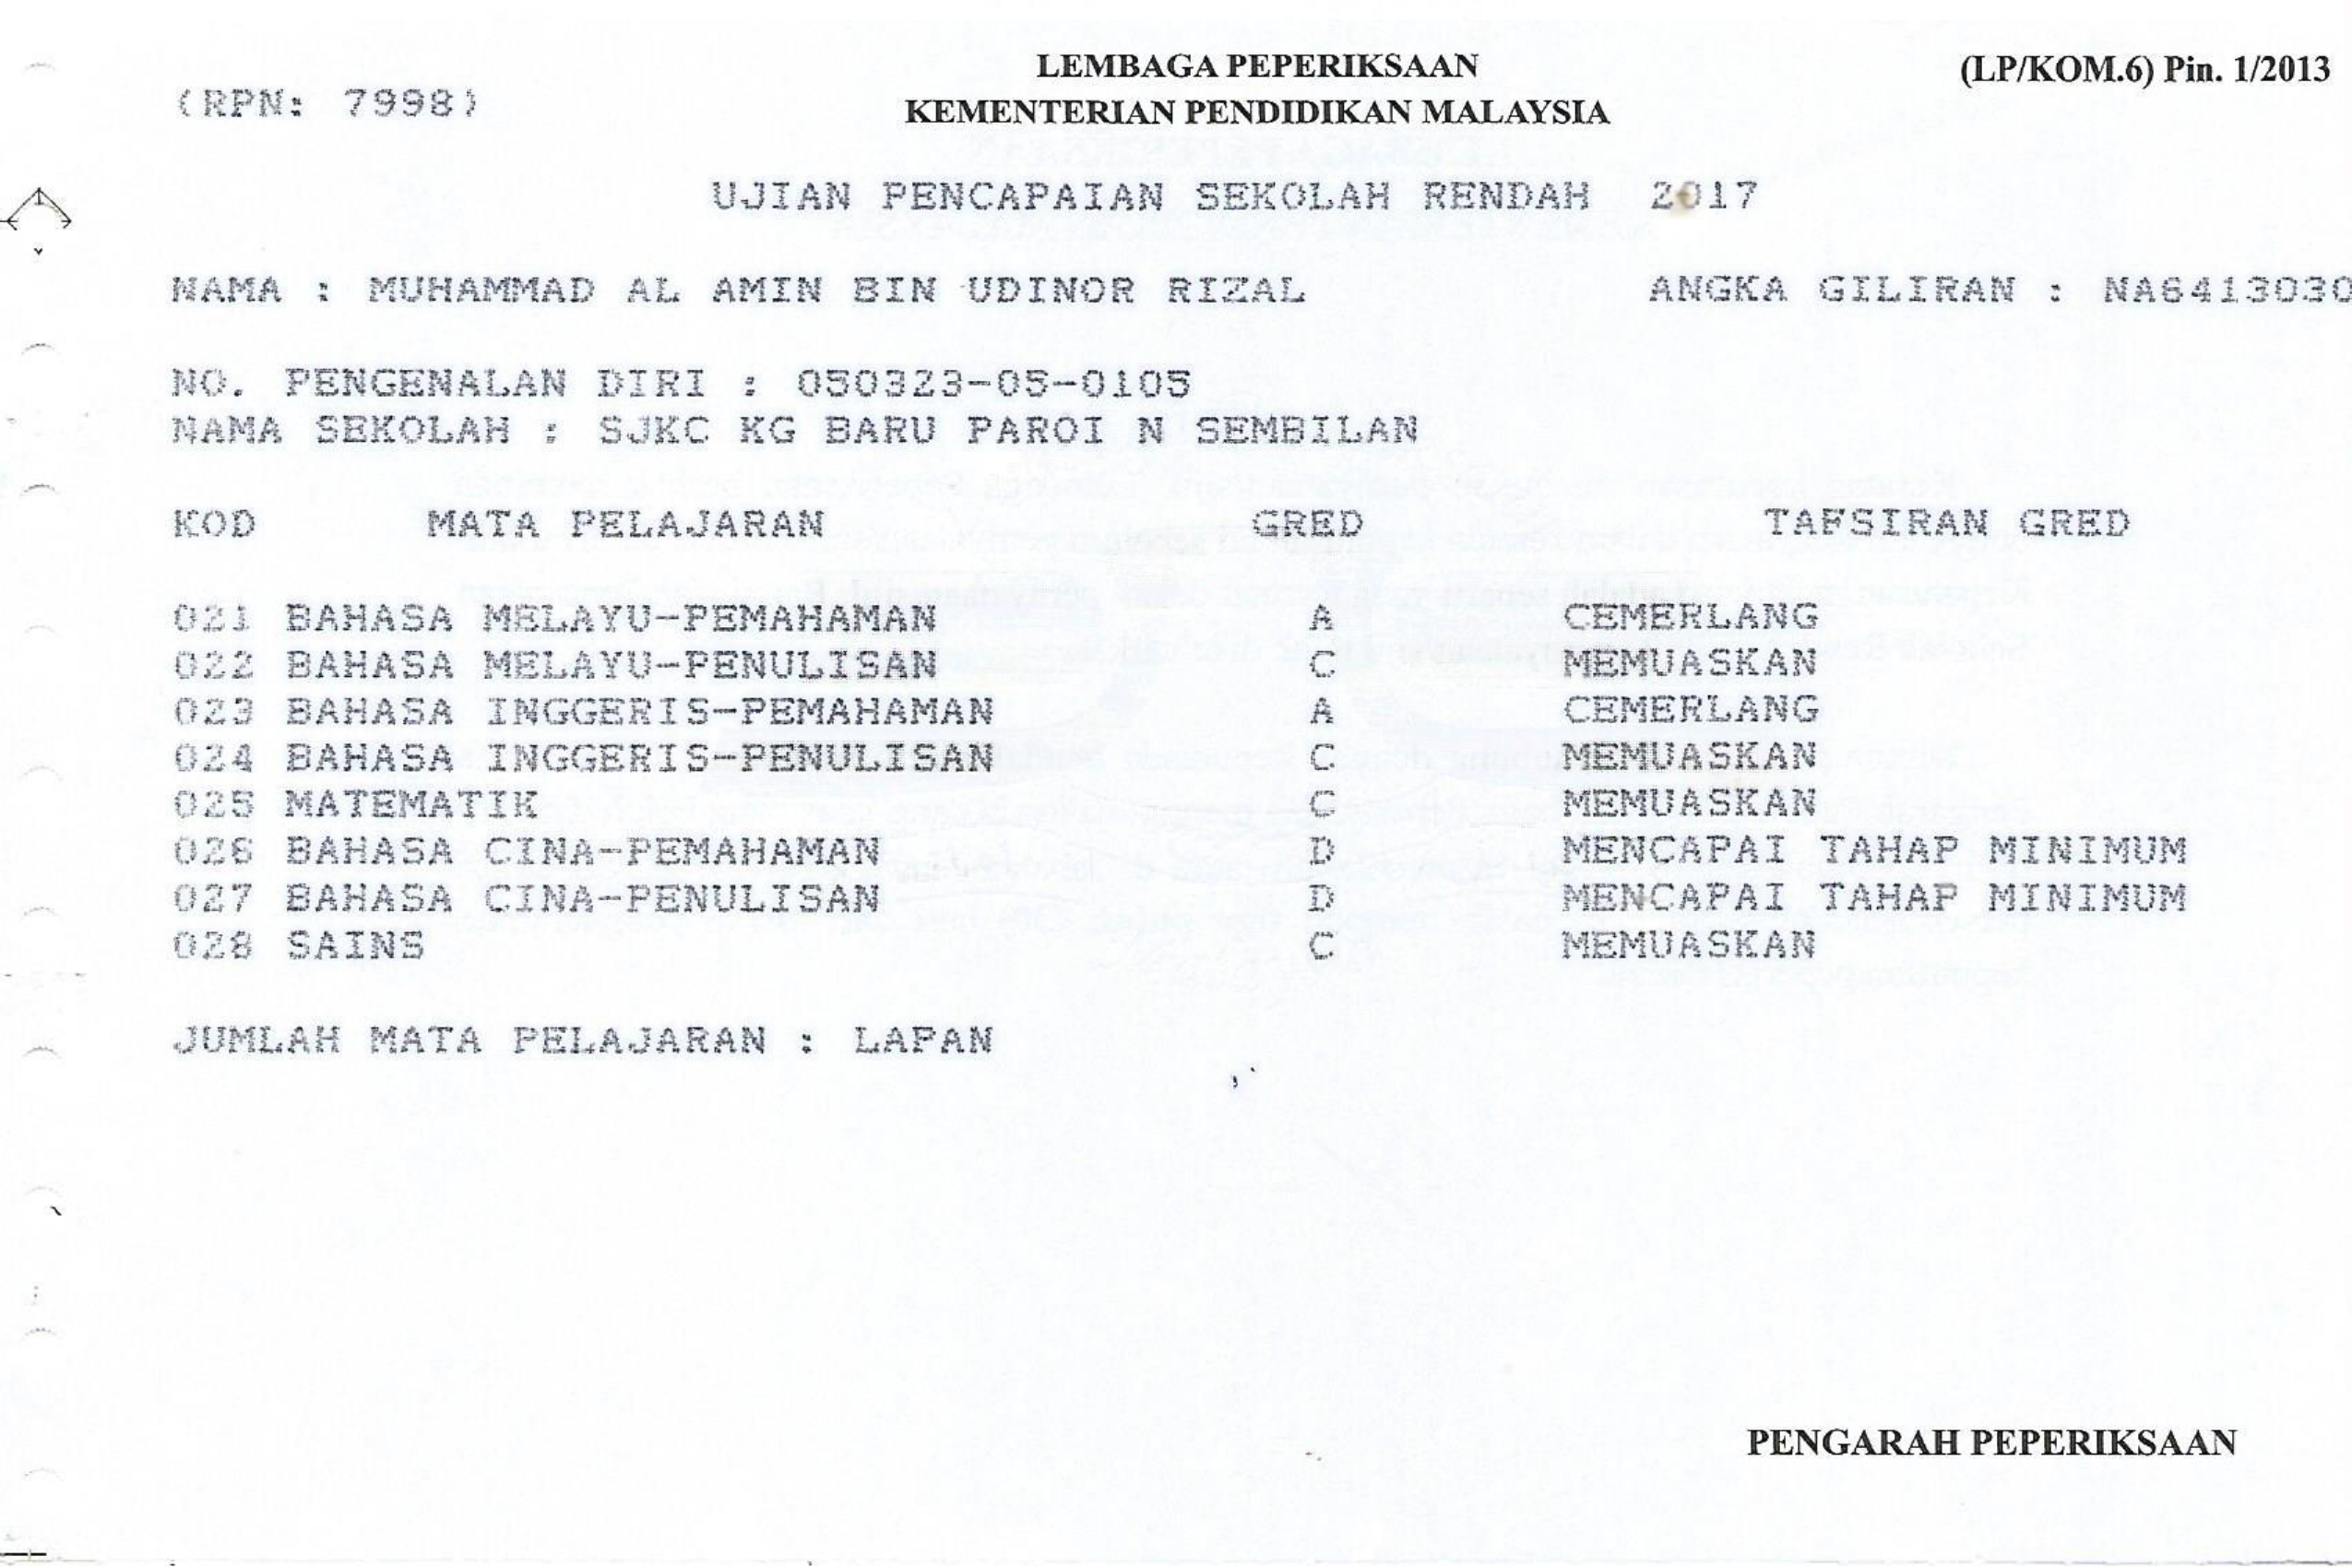 LEMBAGA PEPERIKSAAN
(LP/KOM.6) Pin. 1/2013
(RPN: 7998)
KEMENTERIAN PENDIDIKAN MALAYSIA
UJIAN PENCAPAIAN SEKOLAH RENDAH 2017
NAMA : MUHAMMAD AL AMIN BIN UDINOR RIZAL ANGKA GILIRAN : NA6413030
NO. PENGENALAN DIRI : 050323-05-0105
NAMA SEKOLAH : SJKC KG BARU PAROI N SEMBILAN
KOD MATA PELAJARAN GRED TAFSIRAN GRED
021 BAHASA MELAYU-PEMAHAMAN A CEMERLANG
022 BAHASA MELAYU-PENULISAN C MEMUASKAN
023 BAHASA INGGERIS-PEMAHAMAN A CEMERLANG
024 BAHASA INGGERIS-PENULISAN C MEMUASKAN
025 MATEMATIK C MEMUASKAN
026 BAHASA CINA-PEMAHAMAN D MENCAPAI TAHAP MINIMUM
027 BAHASA CINA-PENULISAN D MENCAPAI TAHAP MINIMUM
028 SAINS C MEMUASKAN
JUMLAH MATA PELAJARAN : LAPAN
PENGARAH PEPERIKSAAN